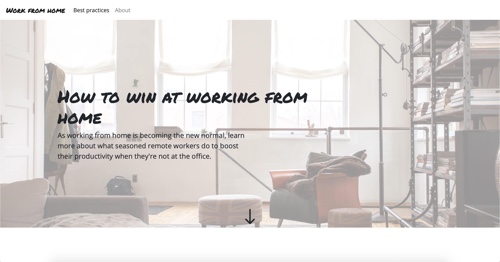 Work from home
Best practices
About
How to win at working from
home
As working from home is becoming the new normal, learn
more about what seasoned remote workers do to boost
their productivity when they're not at the office.